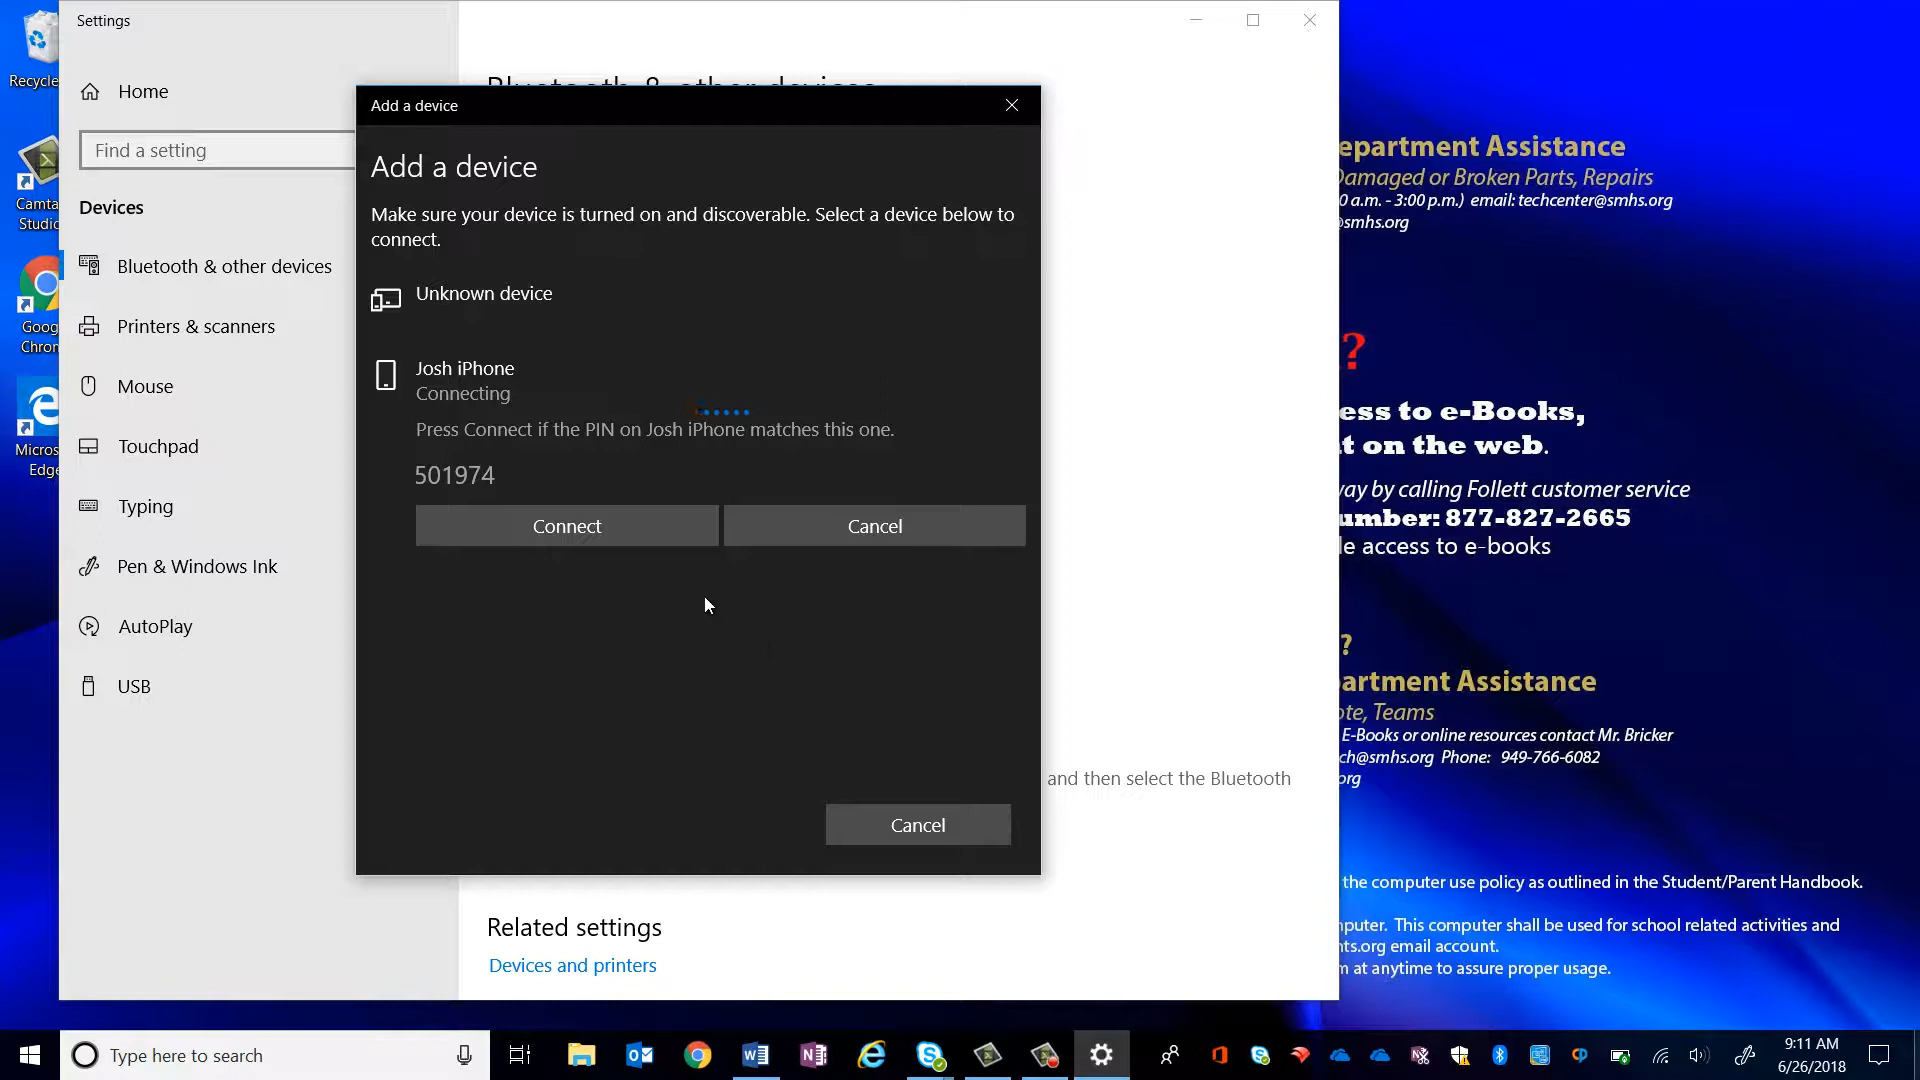 Recycle
Camta
Studio
Goog
Chron
Micros
Edge
Settings
Home
Find a setting
Devices
Bluetooth & other devices
Printers & scanners
Mouse
Touchpad
Typing
Pen & Windows Ink
AutoPlay
USB
Bluetooth & other devices
Add a device
Add a device
Make sure your device is turned on and discoverable. Select a device below to
connect.
Unknown device
Josh iPhone
Connecting
Press Connect if the PIN on Josh iPhone matches this one.
501974
Connect
Cancel
Cancel
and then select the Bluetooth
Related settings
Devices and printers
epartment Assistance
Damaged or Broken Parts, Repairs
0 a.m. - 3:00 p.m.) email: techcenter@smhs.org
@smhs.org
?
ess to e-Books,
t on the web.
way by calling Follett customer service
umber: 877-827-2665
le access to e-books
?
artment Assistance
ote, Teams
E-Books or online resources contact Mr. Bricker
ch@smhs.org Phone: 949-766-6082
org
the computer use policy as outlined in the Student/Parent Handbook.
mputer. This computer shall be used for school related activities and
nts.org email account.
m at anytime to assure proper usage.
Type here to search
9:11 AM
6/26/2018